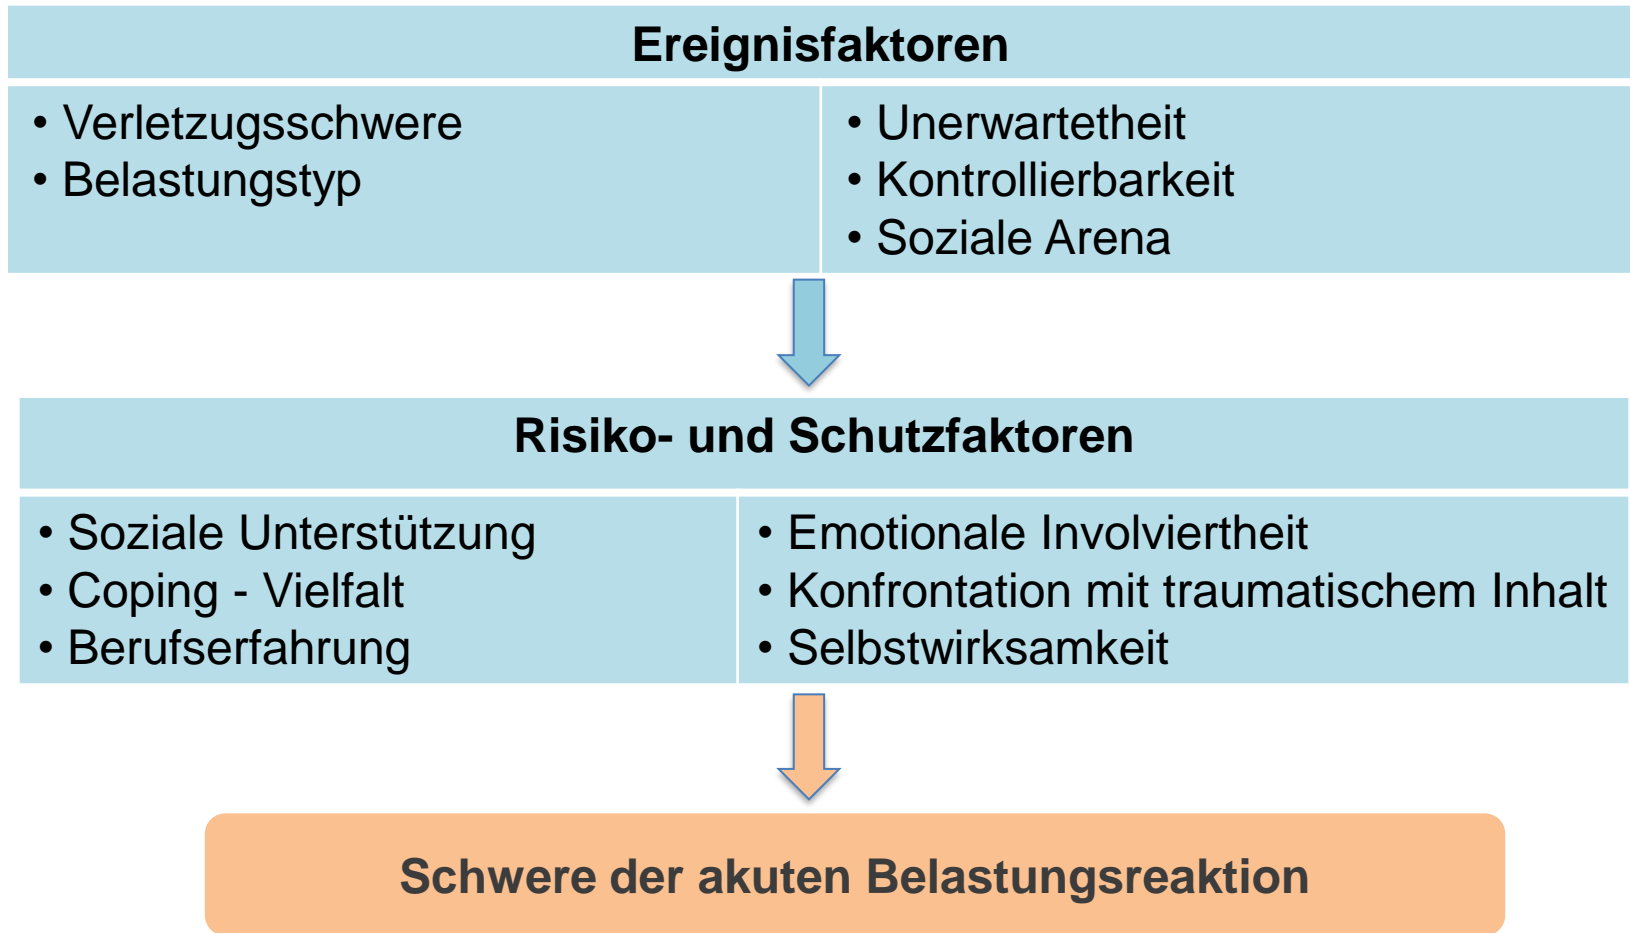 Ereignisfaktoren
• Verletzugsschwere
• Belastungstyp
• Unerwartetheit
• Kontrollierbarkeit
• Soziale Arena
Risiko- und Schutzfaktoren
• Soziale Unterstützung
• Coping - Vielfalt
• Berufserfahrung
• Emotionale Involviertheit
• Konfrontation mit traumatischem Inhalt
• Selbstwirksamkeit
Schwere der akuten Belastungsreaktion